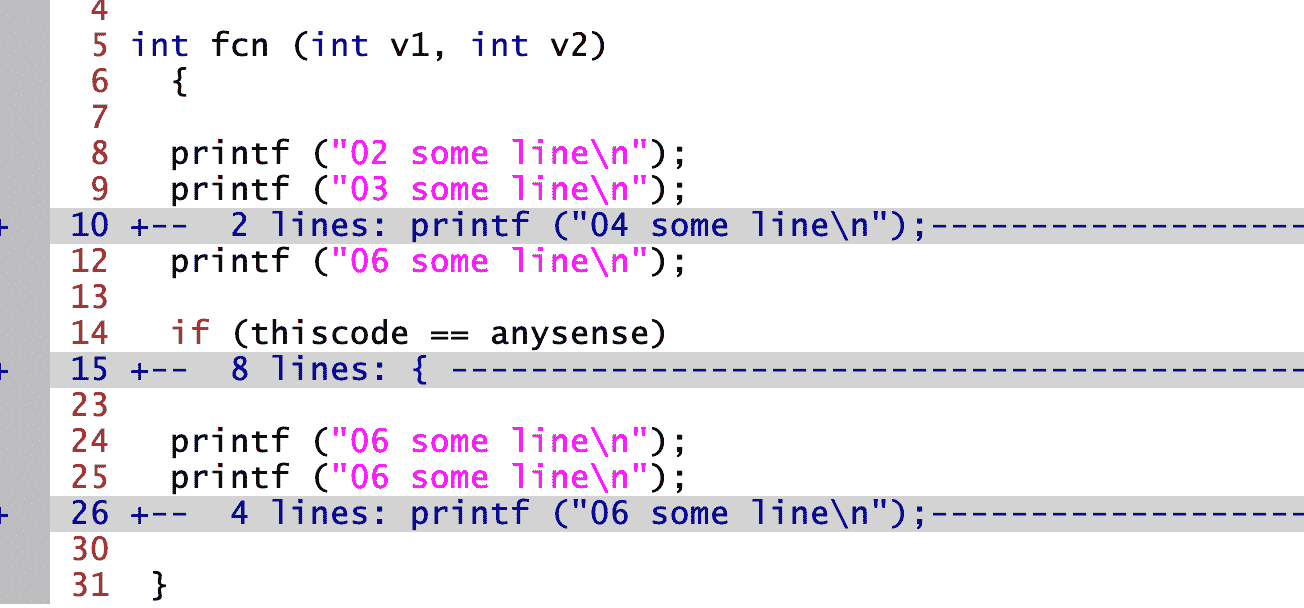 4
5 int fcn (int v1, int v2)
6   {
7
8   printf ("02 some line\n");
9   printf ("03 some line\n");
+ 10 +--  2 lines: printf ("04 some line\n");-------------------
12   printf ("06 some line\n");
13
14   if (thiscode == anysense)
+ 15 +--  8 lines: { -------------------------------------------
23
24   printf ("06 some line\n");
25   printf ("06 some line\n");
+ 26 +--  4 lines: printf ("06 some line\n");-------------------
30
31  }